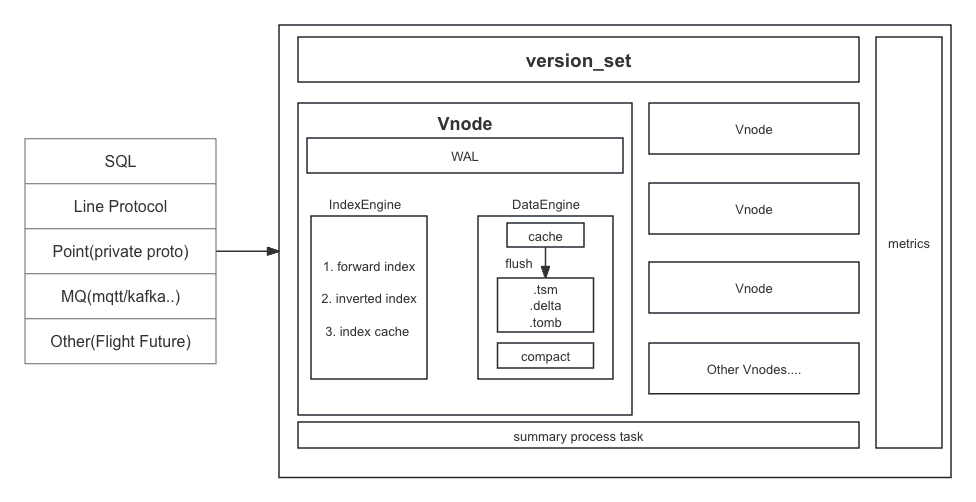 SQL
Line Protocol
Point(private proto)
MQ(mqtt/kafka..)
Other(Flight Future)
version_set
Vnode
WAL
IndexEngine
1. forward index
2. inverted index
3. index cache
DataEngine
cache
flush
.tsm
.delta
.tomb
compact
Vnode
Vnode
Vnode
Other Vnodes....
summary process task
metrics